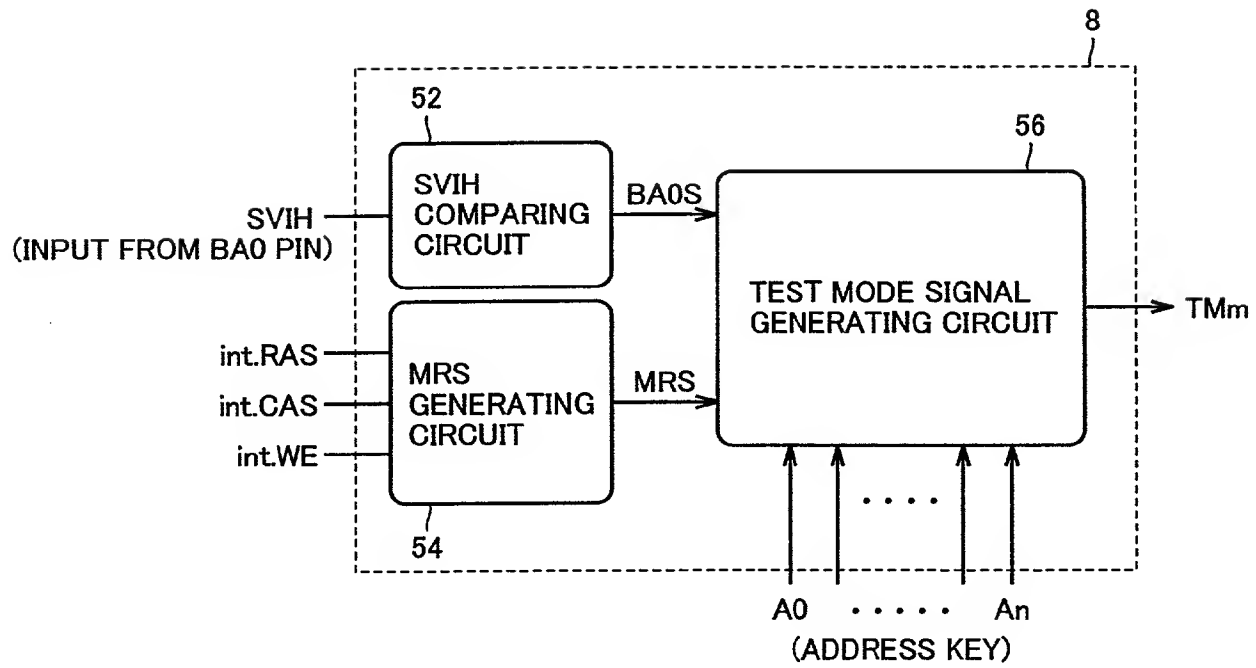 8
52
56
SVIH
COMPARING
CIRCUIT
BA0S
SVIH
(INPUT FROM BA0 PIN)
TEST MODE SIGNAL
GENERATING CIRCUIT
TMm
int.RAS
int.CAS
int.WE
MRS
GENERATING
CIRCUIT
MRS
54
A0 ..... An
(ADDRESS KEY)